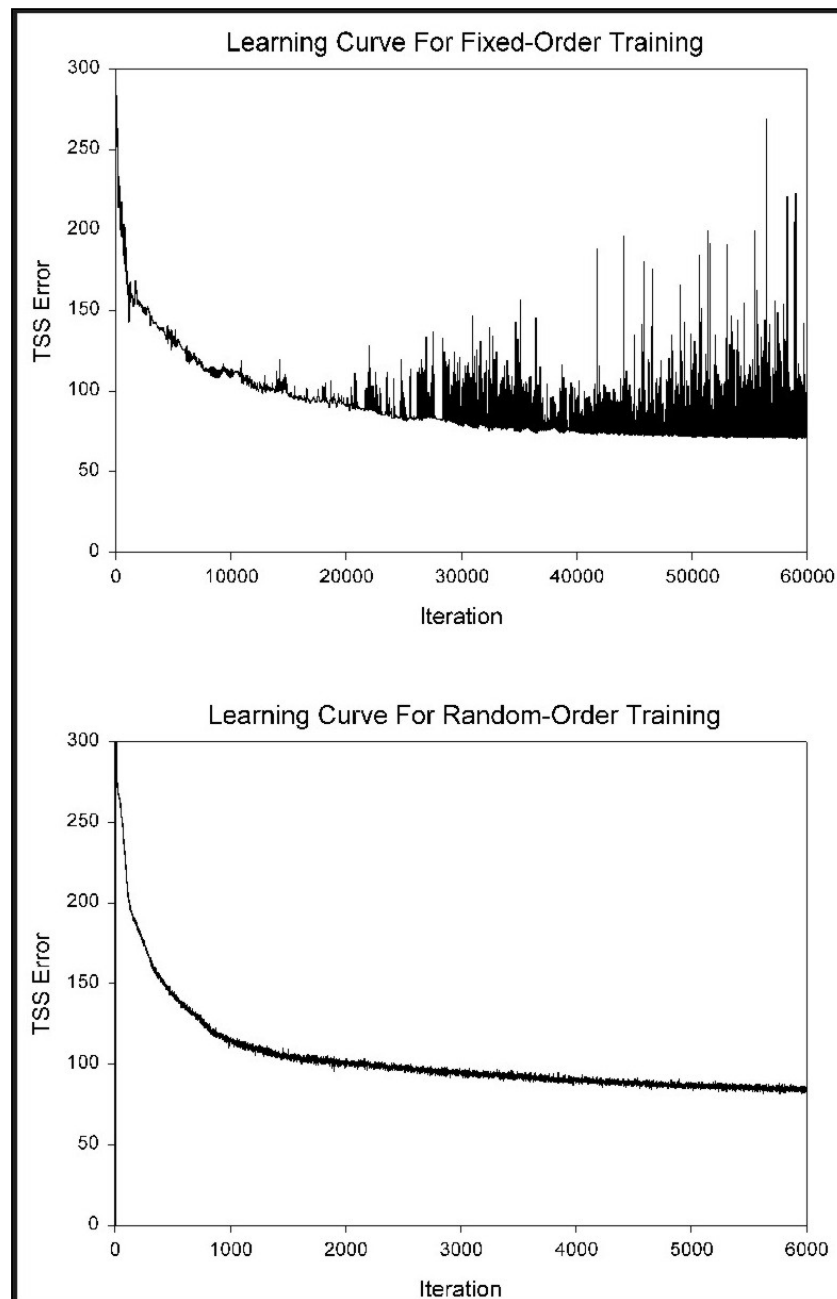 Learning Curve For Fixed-Order Training
300
250
200
150
100
50
0
TSS Error
0 10000 20000 30000 40000 50000 60000
Iteration
Learning Curve For Random-Order Training
300
250
200
150
100
50
0
TSS Error
0 1000 2000 3000 4000 5000 6000
Iteration